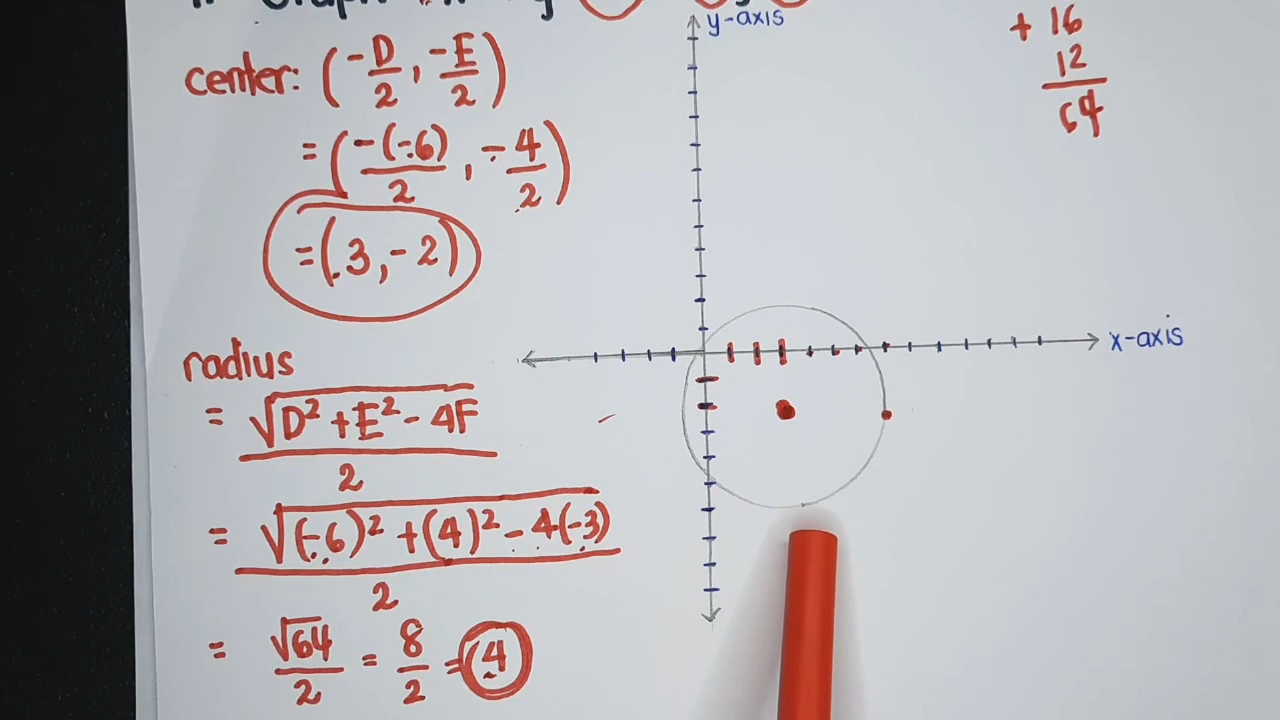 y-axis
+ 16
12
64
center: (-D/2, -E/2)
= (-(-6)/2, -4/2)
= (3, -2)
x-axis
radius
= √D² + E² - 4F / 2
= √(-6)² + (4)² - 4(-3) / 2
= √64/2 = 8/2 = 4